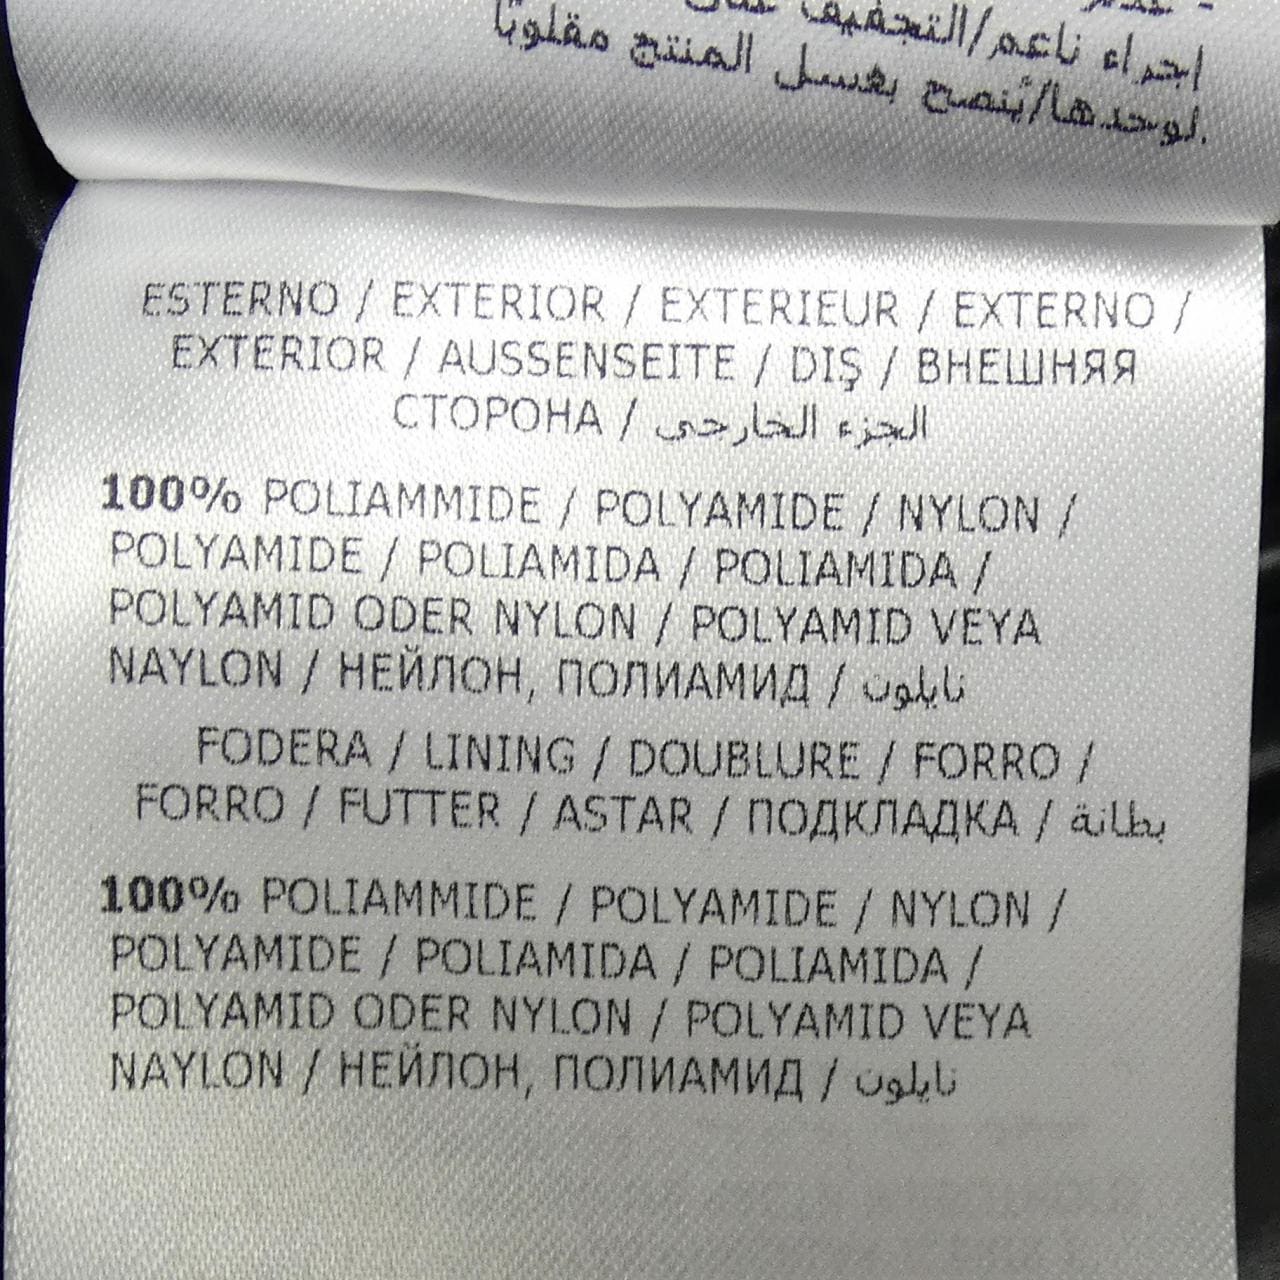 إجراء ناعم/التجفيف على
لوحدها/يُنصح بغسل المنتج مقلوبًا.
ESTERNO / EXTERIOR / EXTERIEUR / EXTERNO /
EXTERIOR / AUSSENSEITE / DIŞ / ВНЕШНЯЯ
СТОРОНА / الجزء الخارجي
100% POLIAMMIDE / POLYAMIDE / NYLON /
POLYAMIDE / POLIAMIDA / POLIAMIDA /
POLYAMID ODER NYLON / POLYAMID VEYA
NAYLON / НЕЙЛОН, ПОЛИАМИД / نايلون
FODERA / LINING / DOUBLURE / FORRO /
FORRO / FUTTER / ASTAR / ПОДКЛАДКА / بطانة
100% POLIAMMIDE / POLYAMIDE / NYLON /
POLYAMIDE / POLIAMIDA / POLIAMIDA /
POLYAMID ODER NYLON / POLYAMID VEYA
NAYLON / НЕЙЛОН, ПОЛИАМИД / نايلون